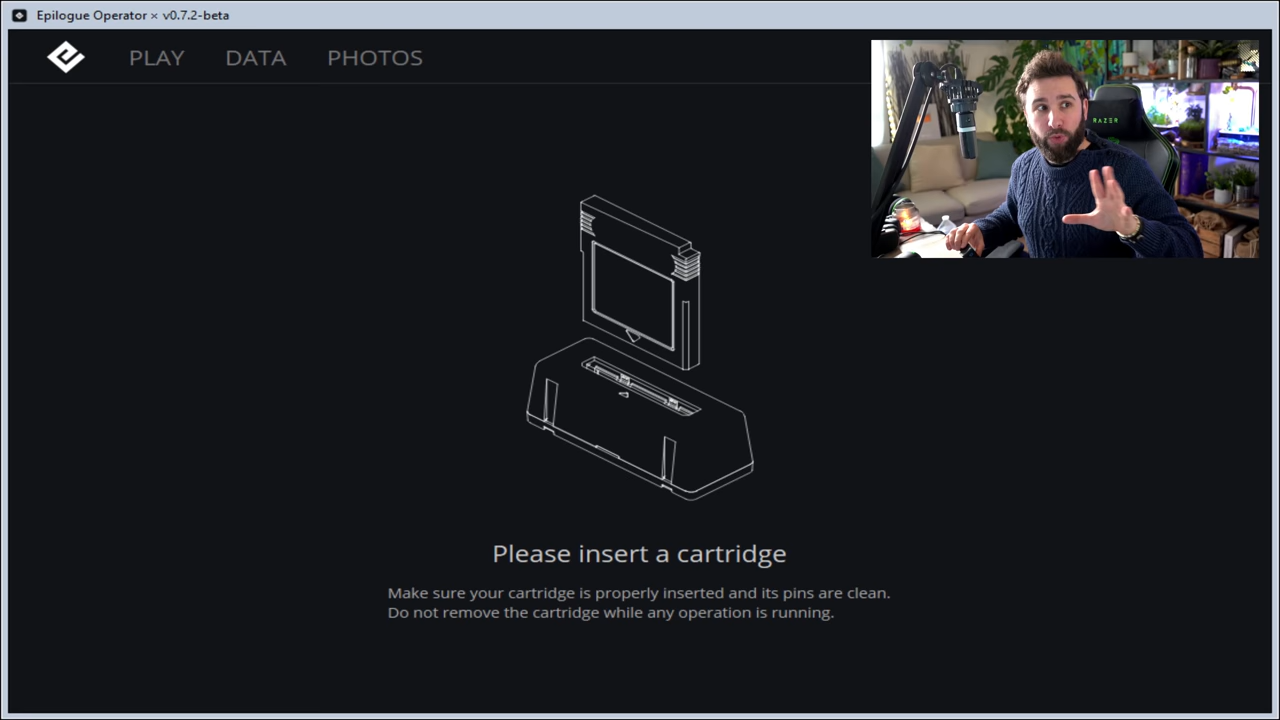 Epilogue Operator × v0.7.2-beta
PLAY DATA PHOTOS
RAZER
Please insert a cartridge
Make sure your cartridge is properly inserted and its pins are clean.
Do not remove the cartridge while any operation is running.